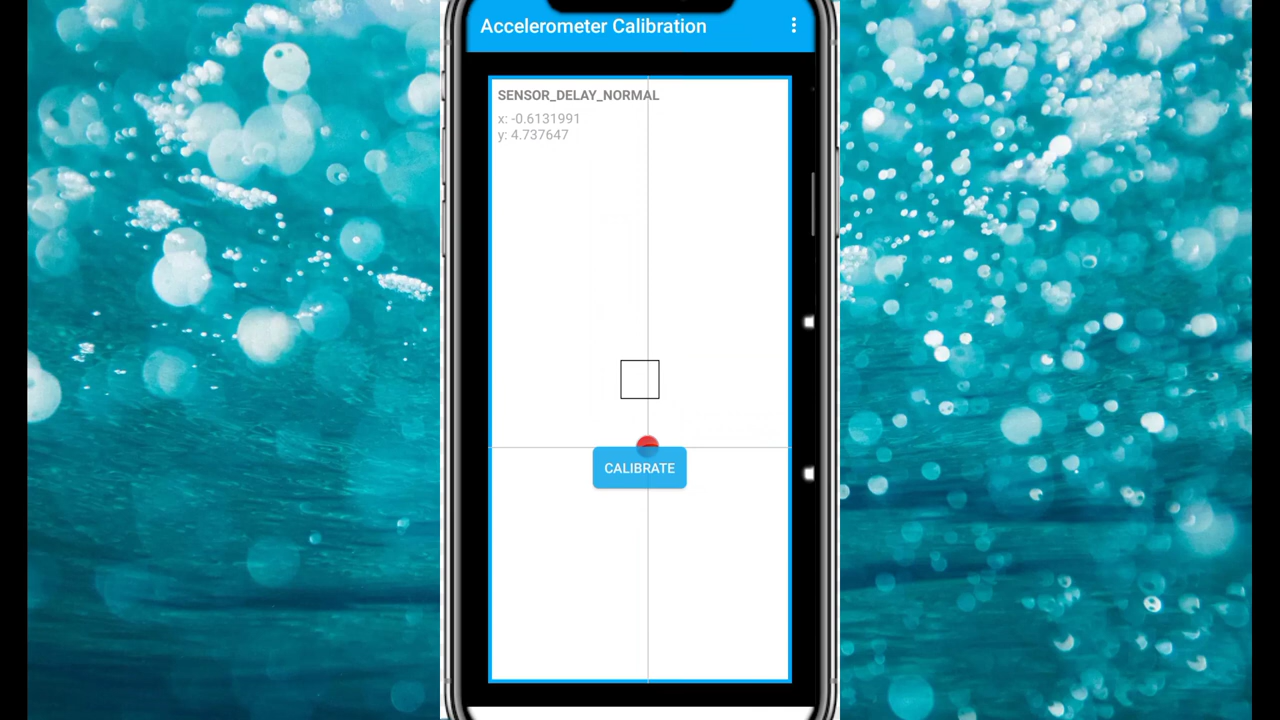 Accelerometer Calibration
SENSOR_DELAY_NORMAL
x: -0.6131991
y: 4.737647
CALIBRATE